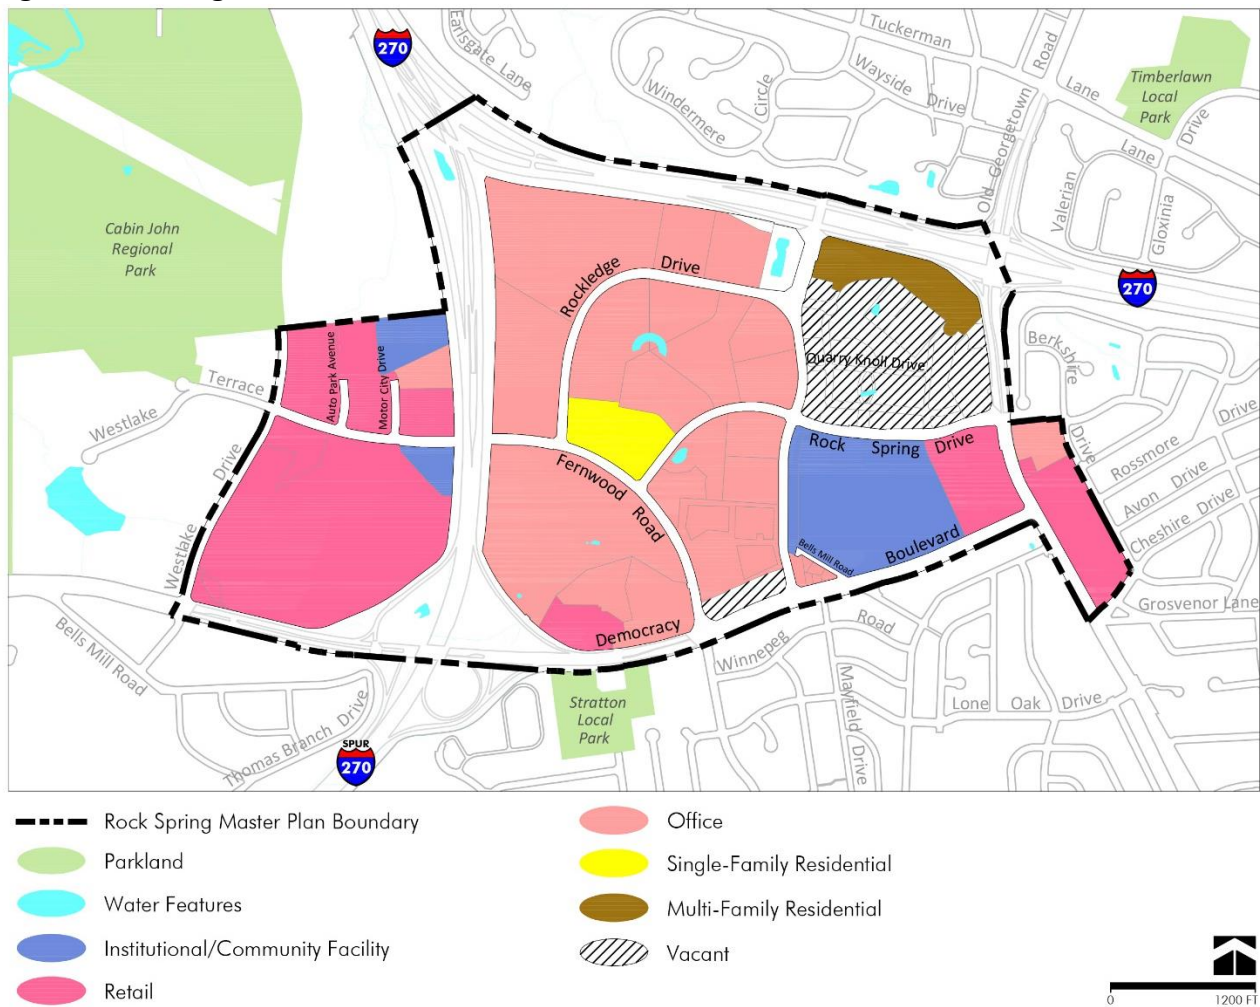 270
Earlsgate Lane
Tuckerman
Lane
Wayside Drive
Windermere
Circle
Old Georgetown
Road
Timberlawn
Local
Park
Drive
Lane
Valerian
Gloxinia
Cabin John
Regional
Park
Rockledge Drive
270
Quarry Knoll Drive
Berkshire
Drive
Auto Park Avenue
Motor City Drive
Terrace
Westlake
Drive
Westlake
Rock Spring Drive
Rossmore Drive
Avon Drive
Cheshire Drive
Fernwood
Road
Boulevard
Bells Mill Road
Democracy
Grosvenor Lane
Bells Mill Road
Winnepeg
Road
Mayfield Drive
Lone Oak Drive
Stratton
Local
Park
Thomas Branch Drive
SPUR
270
Rock Spring Master Plan Boundary
Parkland
Water Features
Institutional/Community Facility
Retail
Office
Single-Family Residential
Multi-Family Residential
Vacant
0 1200 FT